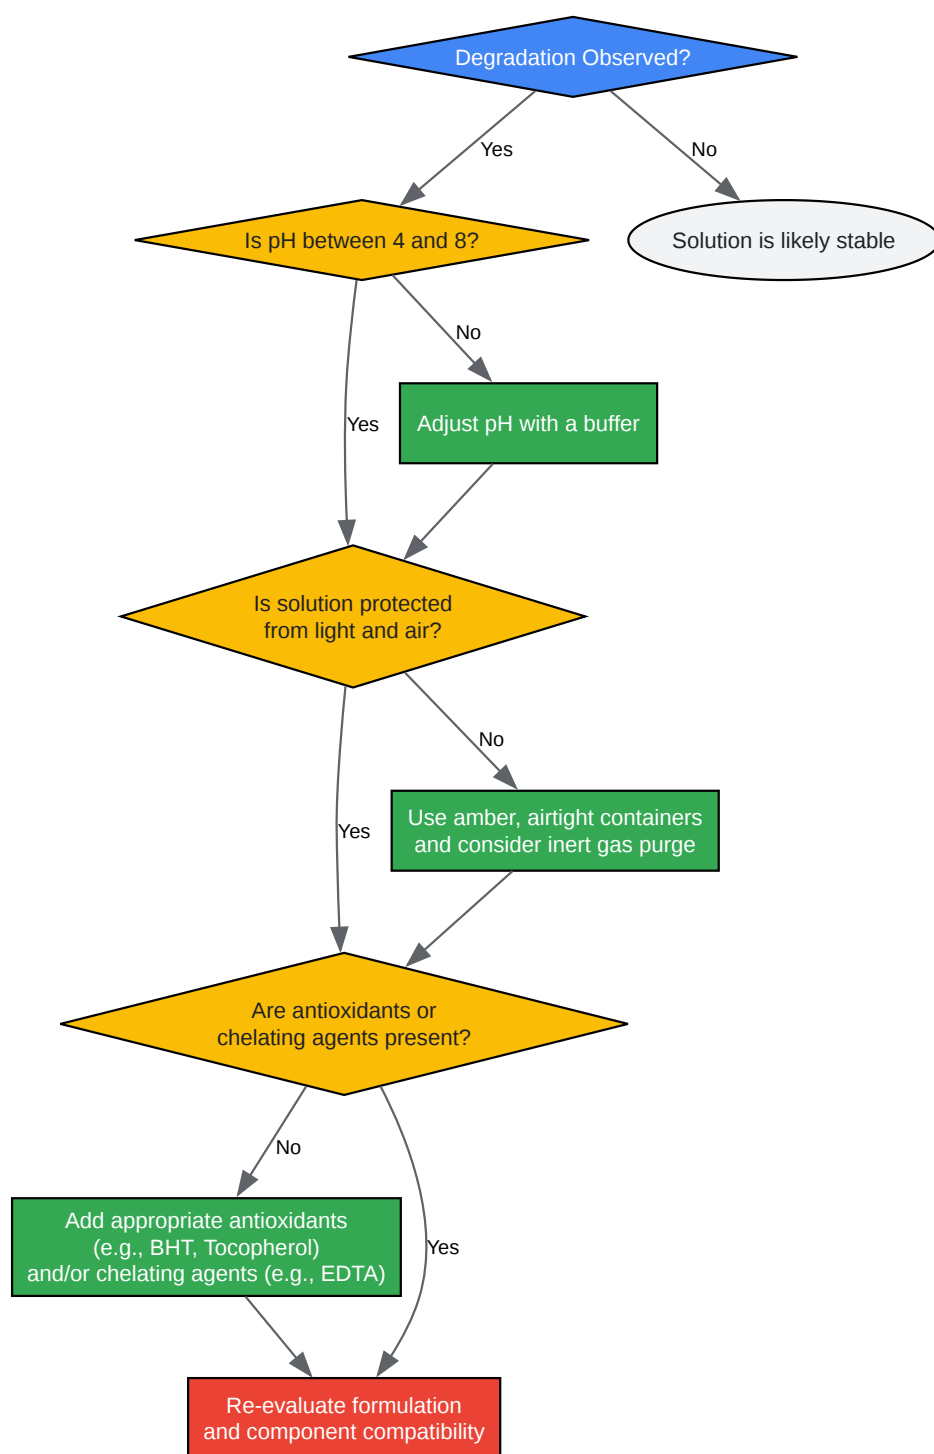 Degradation Observed?
Yes
No
Is pH between 4 and 8?
Solution is likely stable
No
Yes
Adjust pH with a buffer
Is solution protected
from light and air?
No
Yes
Use amber, airtight containers
and consider inert gas purge
Are antioxidants or
chelating agents present?
No
Add appropriate antioxidants
(e.g., BHT, Tocopherol)
and/or chelating agents (e.g., EDTA)
Yes
Re-evaluate formulation
and component compatibility